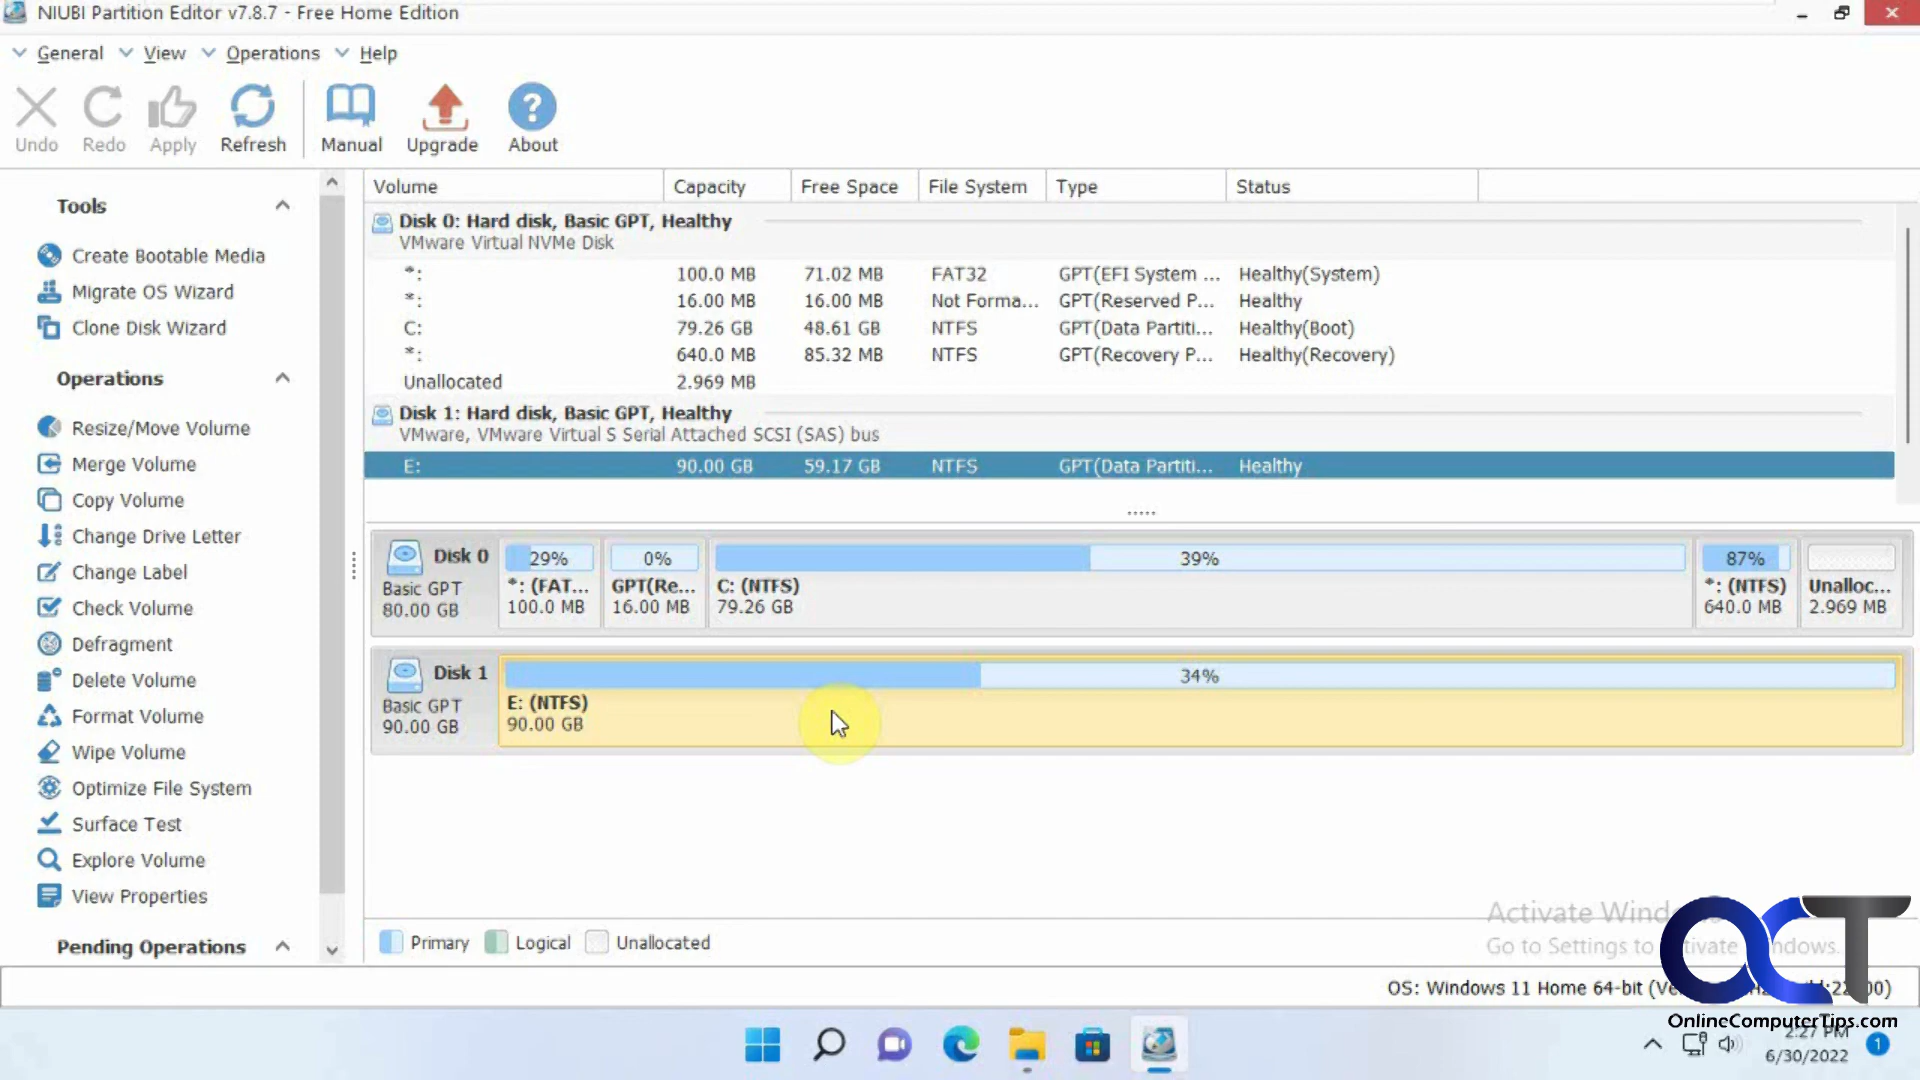 NIUBI Partition Editor v7.8.7 - Free Home Edition
General View Operations Help
Undo Redo Apply Refresh Manual Upgrade About
Tools
Create Bootable Media
Migrate OS Wizard
Clone Disk Wizard
Operations
Resize/Move Volume
Merge Volume
Copy Volume
Change Drive Letter
Change Label
Check Volume
Defragment
Delete Volume
Format Volume
Wipe Volume
Optimize File System
Surface Test
Explore Volume
View Properties
Pending Operations
Volume Capacity Free Space File System Type Status
Disk 0: Hard disk, Basic GPT, Healthy
VMware Virtual NVMe Disk
*: 100.0 MB 71.02 MB FAT32 GPT(EFI System ... Healthy(System)
*: 16.00 MB 16.00 MB Not Forma... GPT(Reserved P... Healthy
C: 79.26 GB 48.61 GB NTFS GPT(Data Partiti... Healthy(Boot)
*: 640.0 MB 85.32 MB NTFS GPT(Recovery P... Healthy(Recovery)
Unallocated 2.969 MB
Disk 1: Hard disk, Basic GPT, Healthy
VMware, VMware Virtual S Serial Attached SCSI (SAS) bus
E: 90.00 GB 59.17 GB NTFS GPT(Data Partiti... Healthy
Disk 0 29% 0% 39% 87%
Basic GPT *: (FAT... GPT(Re... C: (NTFS) *: (NTFS) Unalloc...
80.00 GB 100.0 MB 16.00 MB 79.26 GB 640.0 MB 2.969 MB
Disk 1 34%
Basic GPT E: (NTFS)
90.00 GB 90.00 GB
Primary Logical Unallocated
Activate
Go to Settings to
OS: Windows 11 Home 64-bit
OCT
OnlineComputerTips.com
2:27 PM
6/30/2022
1